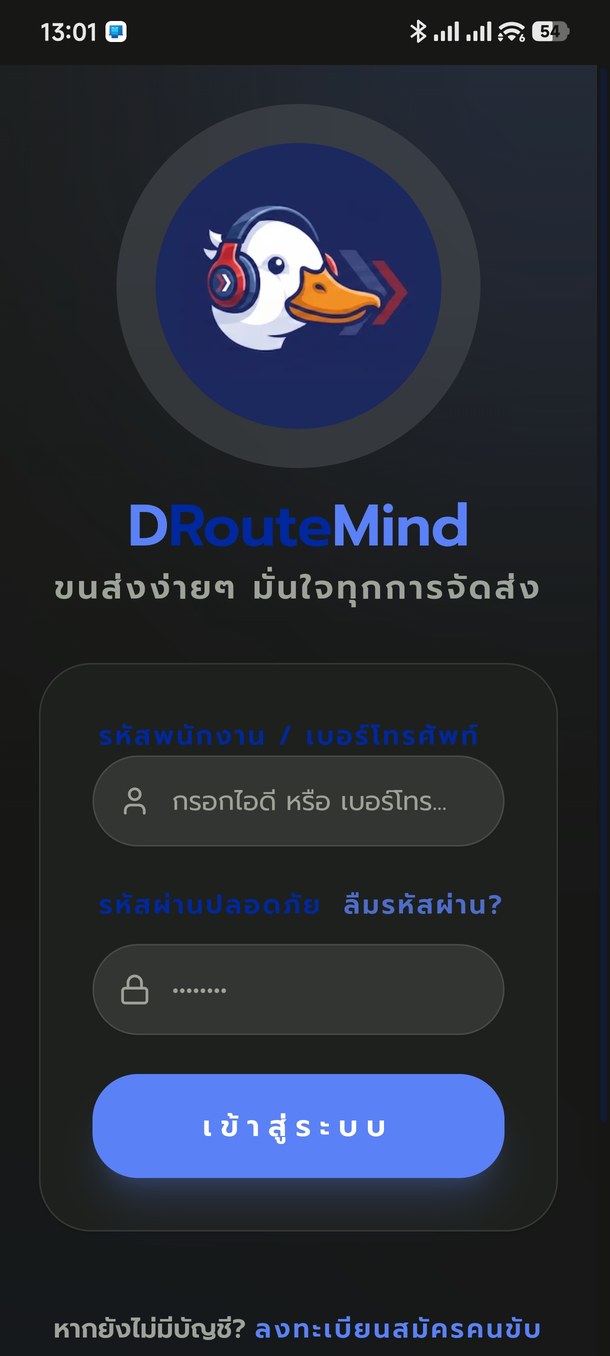 13:01
54
DRouteMind
ขนส่งง่ายๆ มั่นใจทุกการจัดส่ง
รหัสพนักงาน / เบอร์โทรศัพท์
กรอกไอดี หรือ เบอร์โทร...
รหัสผ่านปลอดภัย ลืมรหัสผ่าน?
••••••••
เข้าสู่ระบบ
หากยังไม่มีบัญชี? ลงทะเบียนสมัครคนขับ